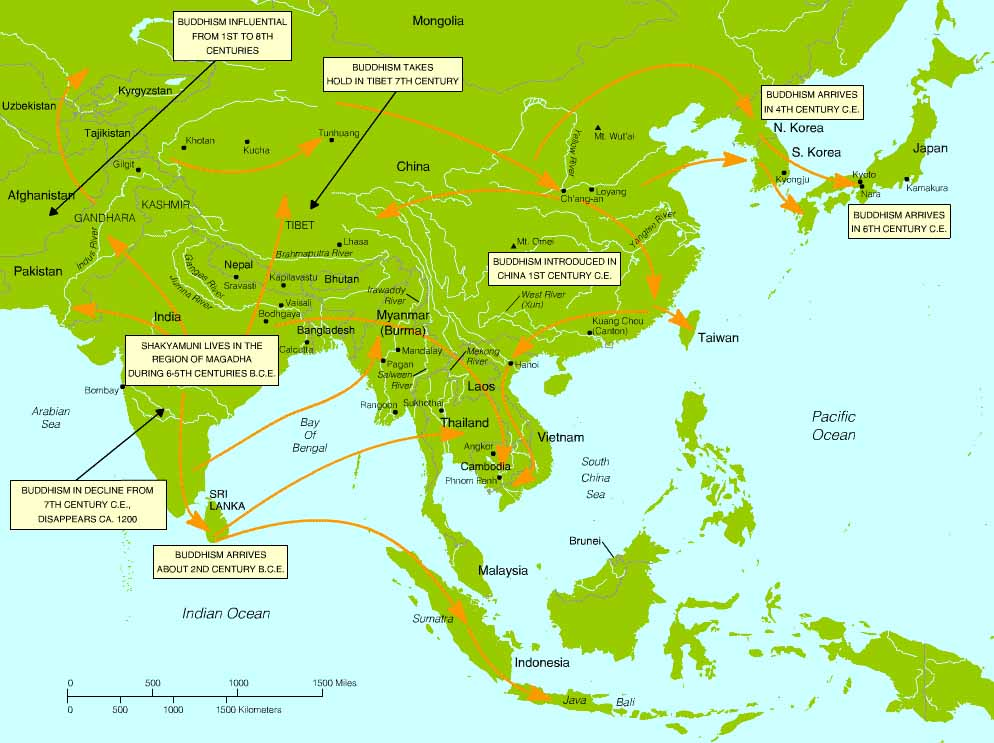 BUDDHISM INFLUENTIAL
FROM 1ST TO 8TH
CENTURIES
Mongolia
BUDDHISM TAKES
HOLD IN TIBET 7TH CENTURY
Kyrgyzstan
Uzbekistan
BUDDHISM ARRIVES
IN 4TH CENTURY C.E.
Tajikistan
Khotan
Kucha
Tunhuang
Yellow River
Mt. Wut'ai
N. Korea
S. Korea
Japan
Gilgit
China
Kyongju
Kyoto
Nara
Kamakura
Afghanistan
GANDHARA
KASHMIR
Ch'ang-an
Loyang
TIBET
BUDDHISM ARRIVES
IN 6TH CENTURY C.E.
Indus River
Lhasa
Brahmaputra River
Mt. Omei
Yangtze River
Pakistan
Ganges River
Jumna River
Nepal
Sravasti
Kapilavastu
Bhutan
BUDDHISM INTRODUCED IN
CHINA 1ST CENTURY C.E.
Irrawaddy
River
West River
(Xun)
Vaisali
Bodhgaya
India
Myanmar
(Burma)
Kuang Chou
(Canton)
Taiwan
Bangladesh
Calcutta
SHAKYAMUNI LIVES IN THE
REGION OF MAGADHA
DURING 6-5TH CENTURIES B.C.E.
Mandalay
Pagan
Mekong
River
Hanoi
Salween
River
Laos
Bombay
Rangoon
Sukhothai
Arabian
Sea
Bay
Of
Bengal
Thailand
Pacific
Ocean
Angkor
Vietnam
Cambodia
Phnom Penh
South
China
Sea
BUDDHISM IN DECLINE FROM
7TH CENTURY C.E.,
DISAPPEARS CA. 1200
SRI
LANKA
Brunei
BUDDHISM ARRIVES
ABOUT 2ND CENTURY B.C.E.
Malaysia
Indian Ocean
Sumatra
Indonesia
Java
Bali
0 500 1000 1500 Miles
0 500 1000 1500 Kilometers